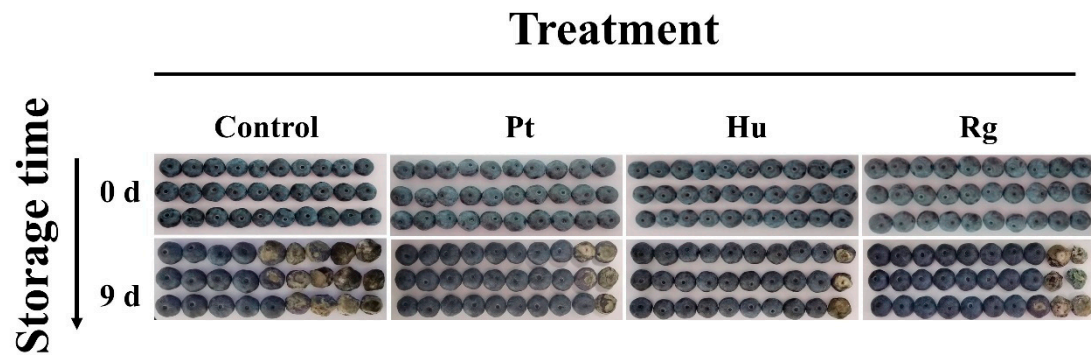 Treatment
Control Pt Hu Rg
Storage time
0 d
9 d